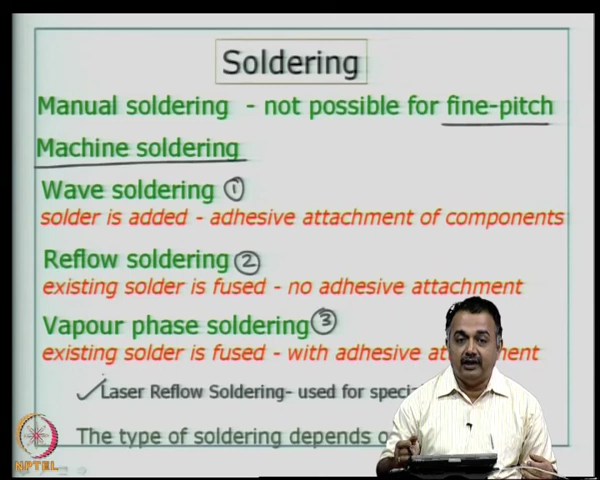 Soldering
Manual soldering - not possible for fine-pitch
Machine soldering
Wave soldering ①
solder is added - adhesive attachment of components
Reflow soldering ②
existing solder is fused - no adhesive attachment
Vapour phase soldering ③
existing solder is fused - with adhesive
Laser Reflow Soldering- used for
The type of soldering depends
NPTEL